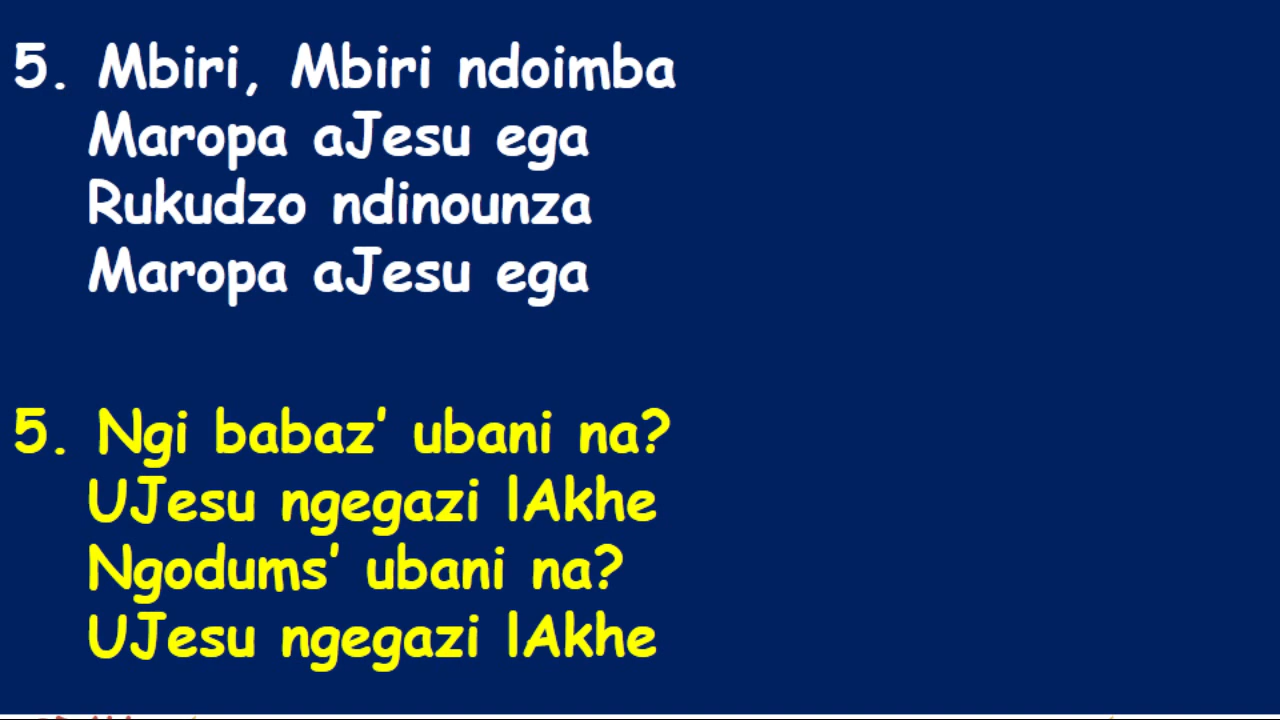 5. Mbiri, Mbiri ndoimba
Maropa aJesu ega
Rukudzo ndinounza
Maropa aJesu ega
5. Ngi babaz’ ubani na?
UJesu ngegazi lAkhe
Ngodums’ ubani na?
UJesu ngegazi lAkhe